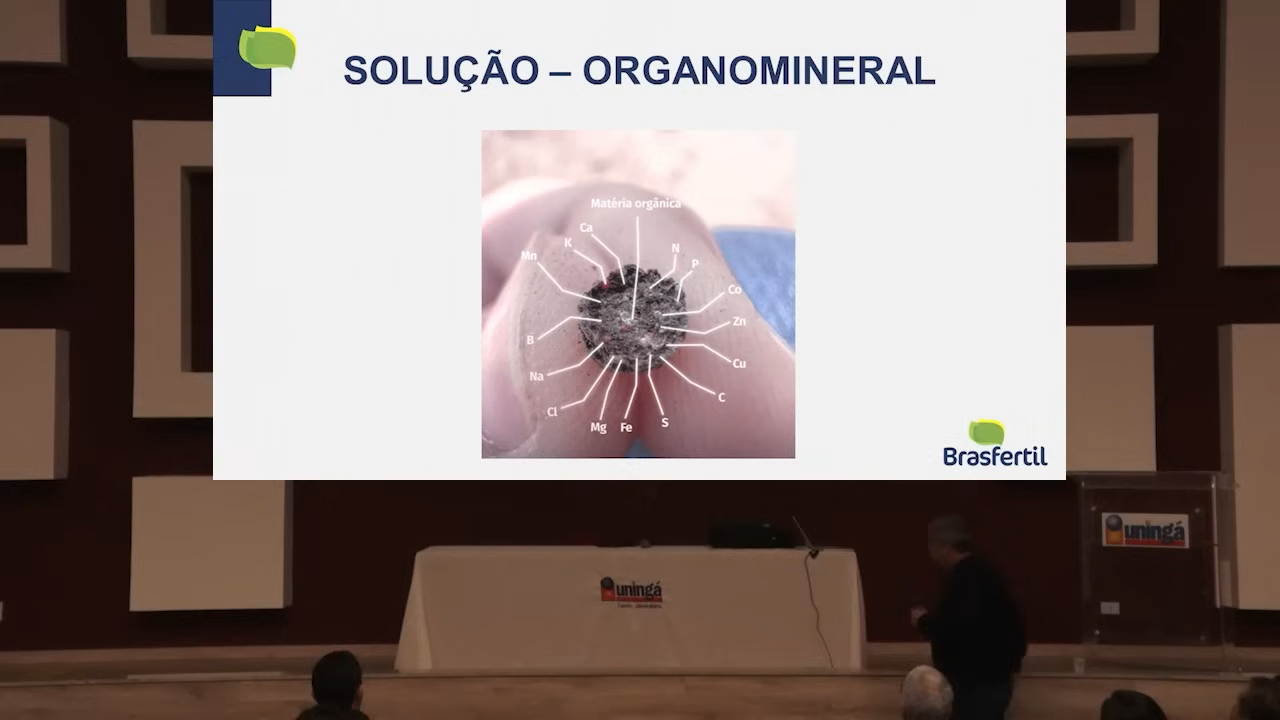 SOLUÇÃO – ORGANOMINERAL
Matéria orgânica
Ca
K
N
Mn
P
Co
Zn
B
Cu
Na
C
Cl
Mg
Fe
S
Brasfertil
uningá
uningá